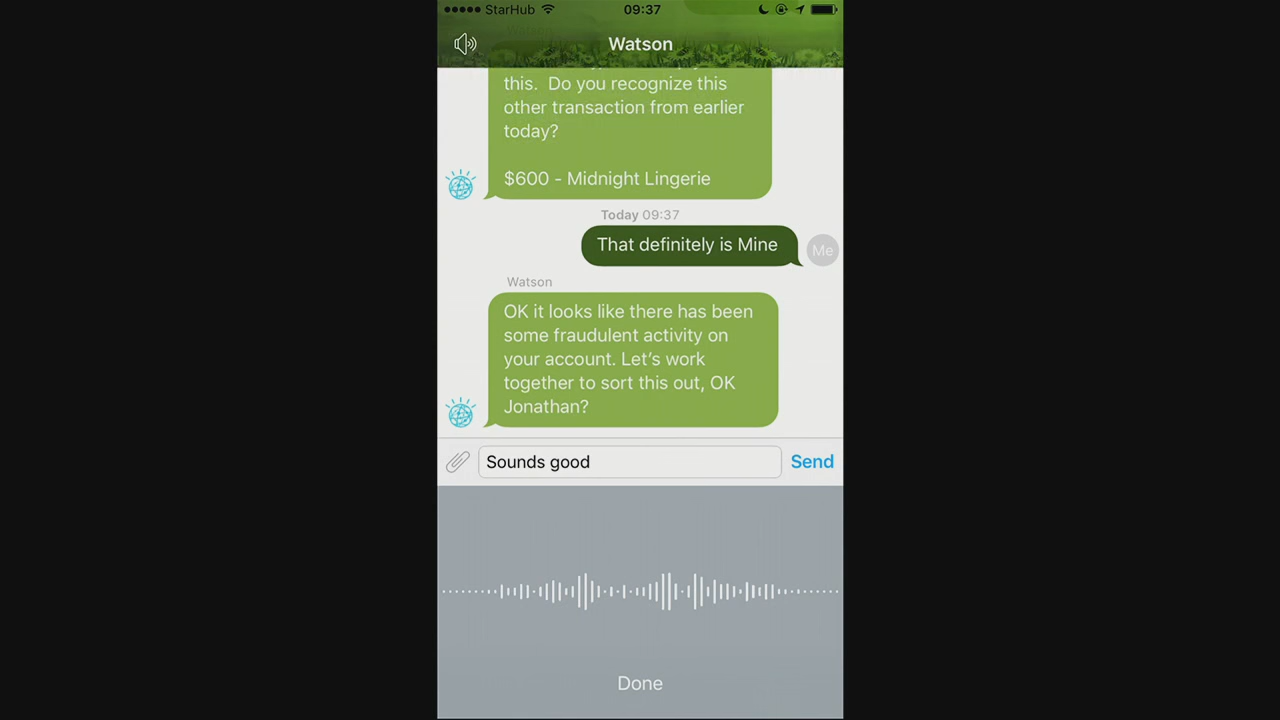 StarHub
09:37
Watson
this.  Do you recognize this
other transaction from earlier
today?
$600 - Midnight Lingerie
Today 09:37
That definitely is Mine
Me
Watson
OK it looks like there has been
some fraudulent activity on
your account. Let’s work
together to sort this out, OK
Jonathan?
Sounds good
Send
Done